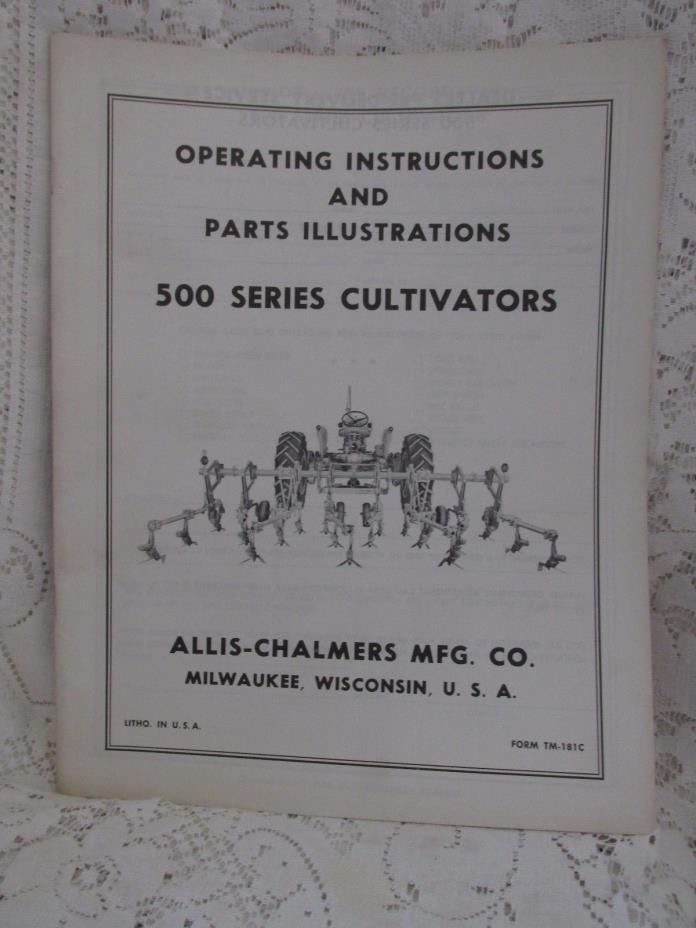 OPERATING INSTRUCTIONS
AND
PARTS ILLUSTRATIONS
500 SERIES CULTIVATORS
ALLIS-CHALMERS MFG. CO.
MILWAUKEE, WISCONSIN, U. S. A.
LITHO. IN U. S. A.
FORM TM-181C